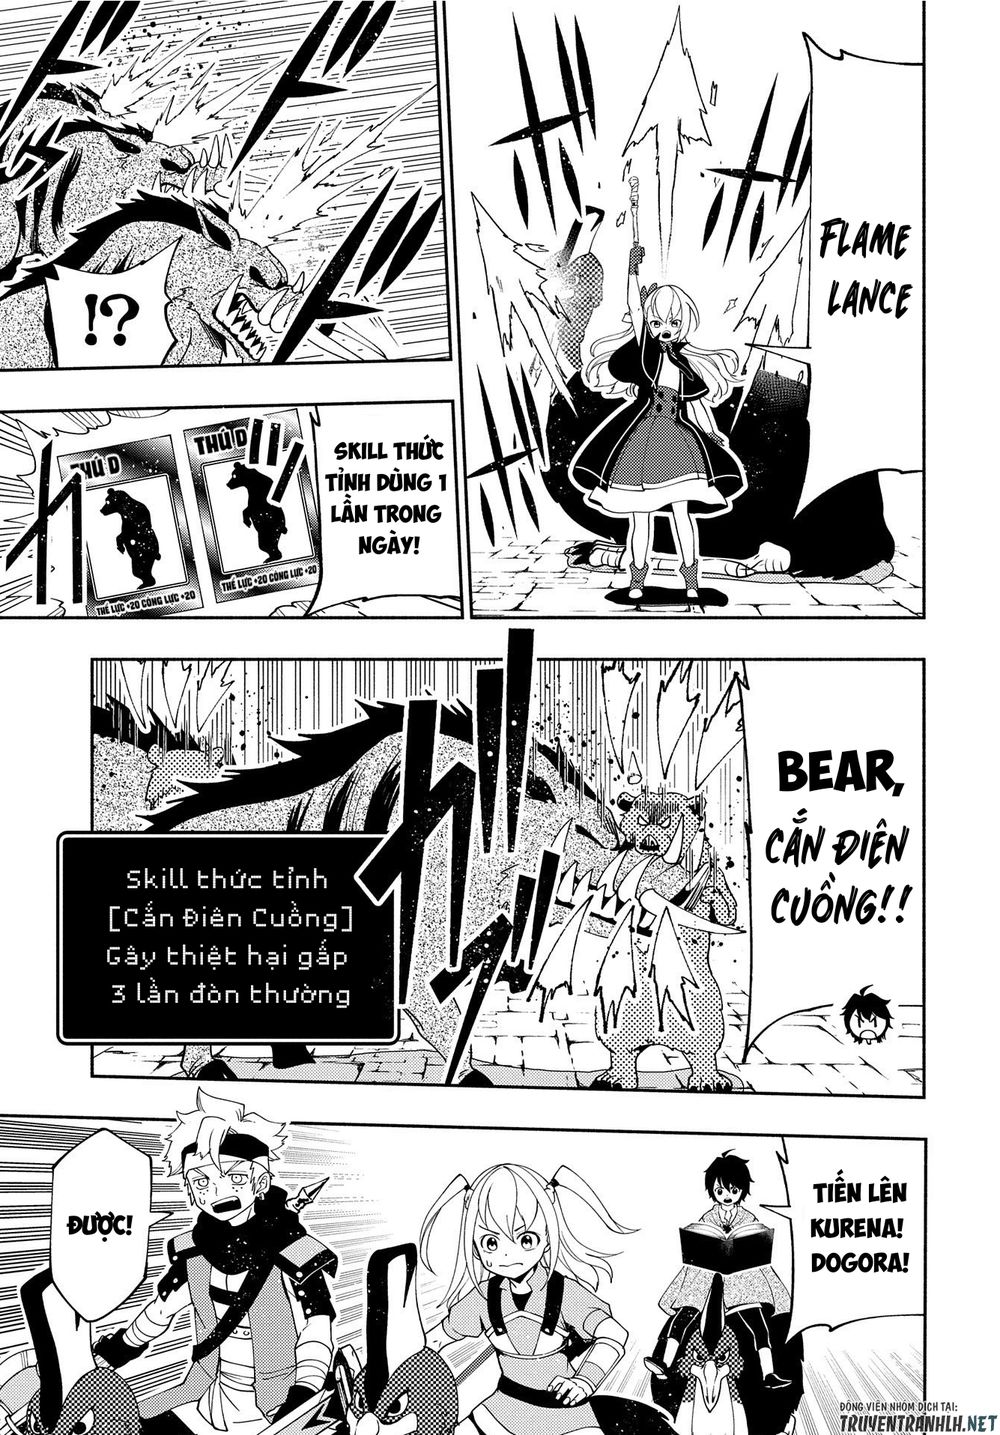 FLAME
LANCE
!?
SKILL THỨC
TỈNH DÙNG 1
LẦN TRONG
NGÀY!
THÚ D
THỂ LỰC +20 CÔNG LỰC +20
THÚ D
THỂ LỰC +20 CÔNG LỰC +20
BEAR,
CẮN ĐIÊN
CUỒNG!!
Skill thức tỉnh
[Cắn Điên Cuồng]
Gây thiệt hại gấp
3 lần đòn thường
TIẾN LÊN
KURENA!
DOGORA!
ĐƯỢC!
ĐỘNG VIÊN NHÓM DỊCH TẠI:
TRUYENTRANHLH.NET